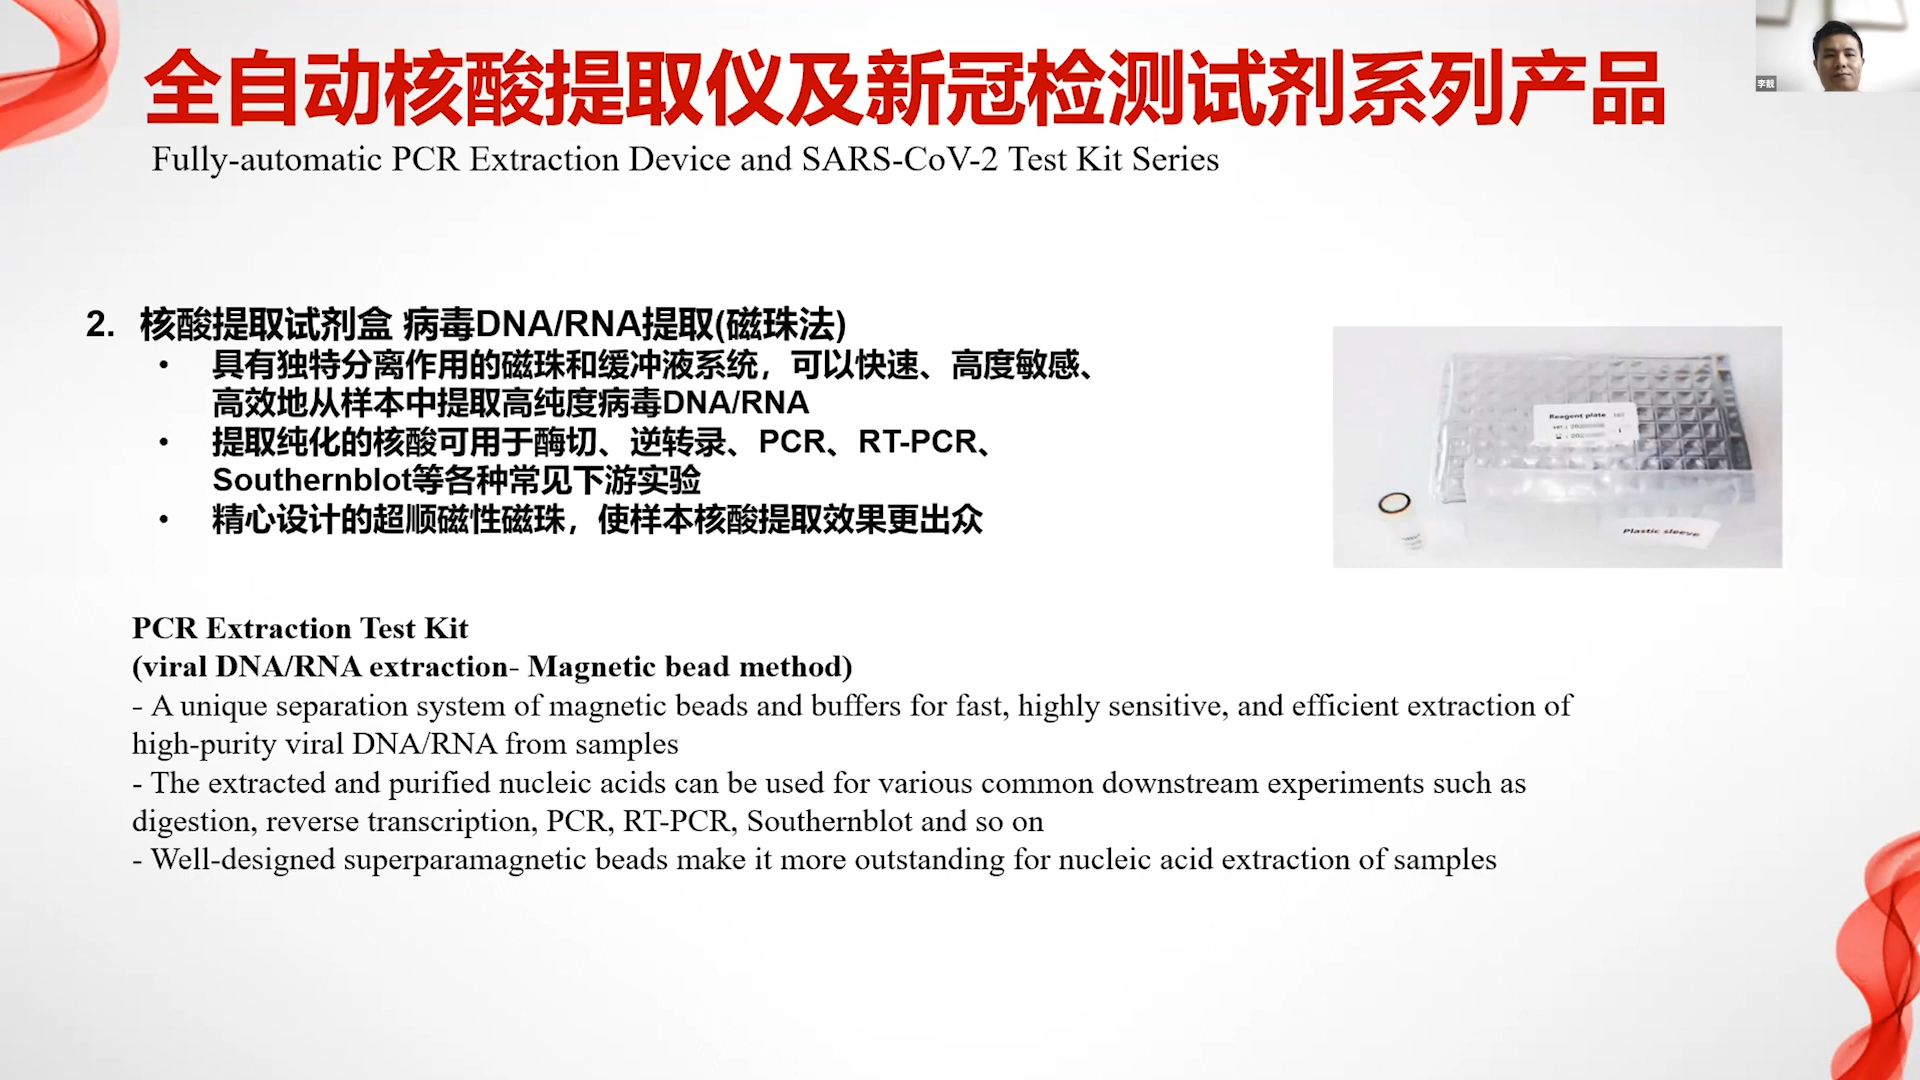 全自动核酸提取仪及新冠检测试剂系列产品
Fully-automatic PCR Extraction Device and SARS-CoV-2 Test Kit Series
李靓
2. 核酸提取试剂盒 病毒DNA/RNA提取(磁珠法)
• 具有独特分离作用的磁珠和缓冲液系统，可以快速、高度敏感、
高效地从样本中提取高纯度病毒DNA/RNA
• 提取纯化的核酸可用于酶切、逆转录、PCR、RT-PCR、
Southernblot等各种常见下游实验
• 精心设计的超顺磁性磁珠，使样本核酸提取效果更出众
Reagent plate
Plastic sleeve
PCR Extraction Test Kit
(viral DNA/RNA extraction- Magnetic bead method)
- A unique separation system of magnetic beads and buffers for fast, highly sensitive, and efficient extraction of
high-purity viral DNA/RNA from samples
- The extracted and purified nucleic acids can be used for various common downstream experiments such as
digestion, reverse transcription, PCR, RT-PCR, Southernblot and so on
- Well-designed superparamagnetic beads make it more outstanding for nucleic acid extraction of samples